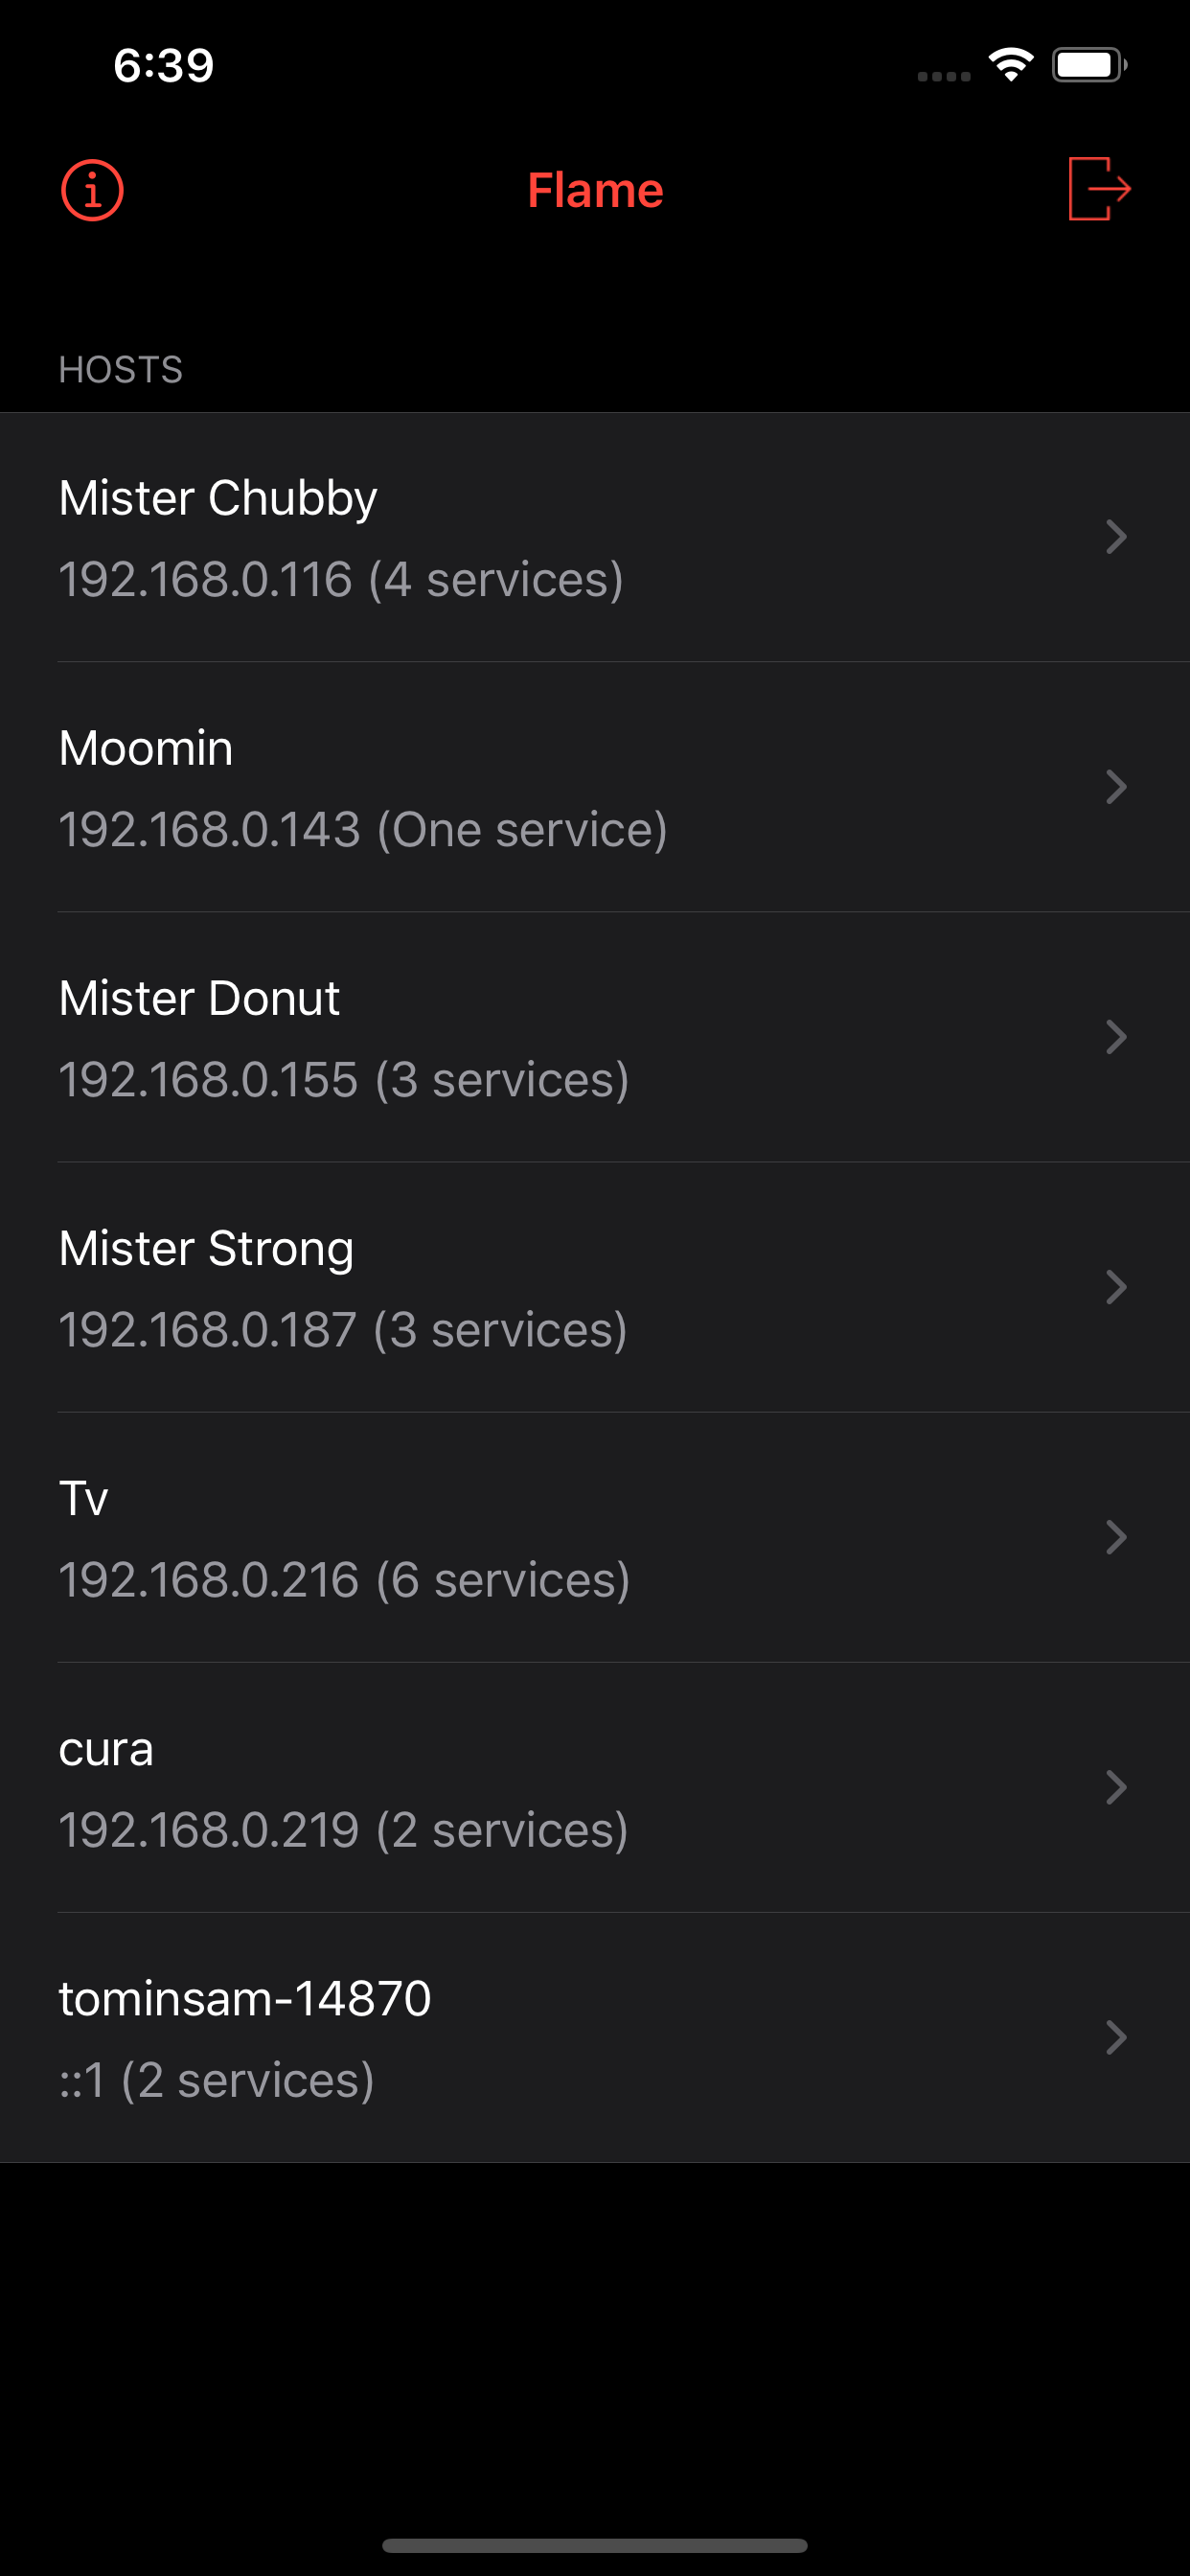 6:39
Flame
HOSTS
Mister Chubby
192.168.0.116 (4 services)
Moomin
192.168.0.143 (One service)
Mister Donut
192.168.0.155 (3 services)
Mister Strong
192.168.0.187 (3 services)
Tv
192.168.0.216 (6 services)
cura
192.168.0.219 (2 services)
tominsam-14870
::1 (2 services)